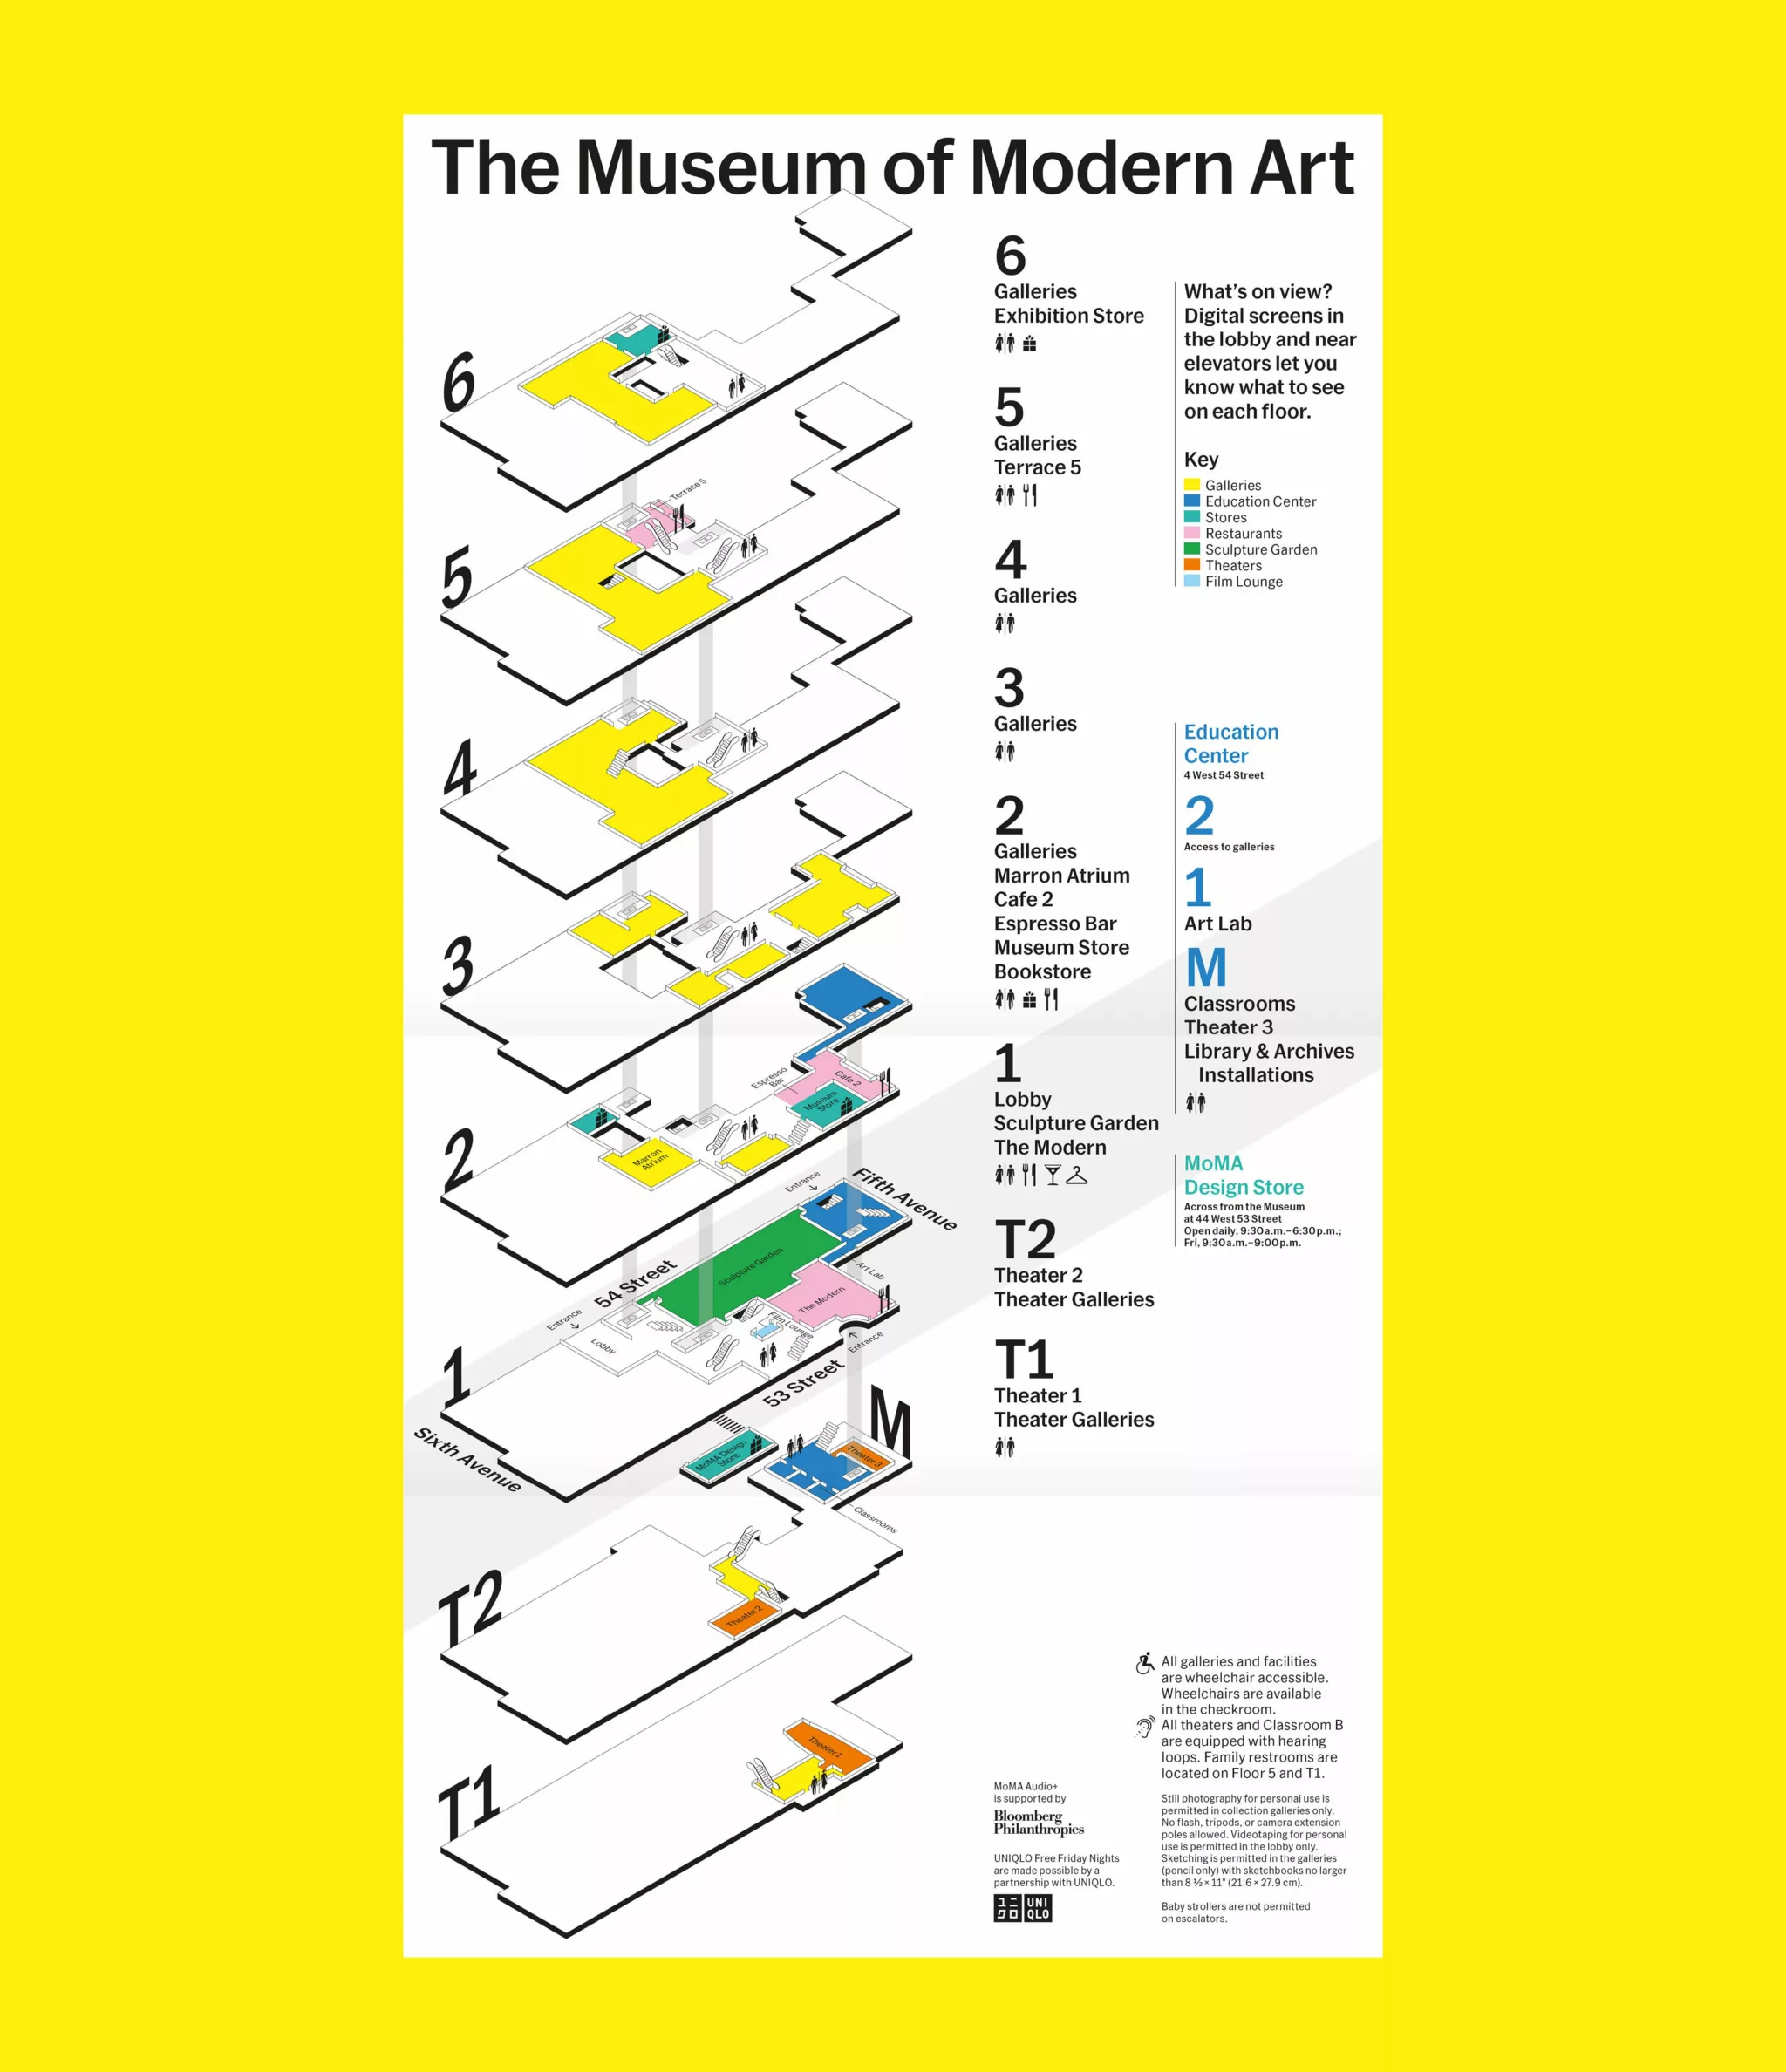 The Museum of Modern Art
6
Galleries
Exhibition Store
5
Galleries
Terrace 5
4
Galleries
3
Galleries
2
Galleries
Marron Atrium
Cafe 2
Espresso Bar
Museum Store
Bookstore
1
Lobby
Sculpture Garden
The Modern
T2
Theater 2
Theater Galleries
T1
Theater 1
Theater Galleries
What's on view?
Digital screens in
the lobby and near
elevators let you
know what to see
on each floor.
Key
Galleries
Education Center
Stores
Restaurants
Sculpture Garden
Theaters
Film Lounge
Education
Center
4 West 54 Street
2
Access to galleries
1
Art Lab
M
Classrooms
Theater 3
Library & Archives
Installations
MoMA
Design Store
Across from the Museum
at 44 West 53 Street
Open daily, 9:30 a.m.–6:30 p.m.;
Fri, 9:30 a.m.–9:00 p.m.
6
5
Terrace 5
4
3
2
Espresso
Bar
Cafe 2
Museum
Store
Marron
Atrium
1
Entrance
Fifth Avenue
54 Street
Sculpture Garden
Art Lab
The Modern
Entrance
Lobby
Film Lounge
Entrance
53 Street
Sixth Avenue
M
MoMA Design
Store
Theater 3
Classrooms
T2
Theater 2
T1
Theater 1
All galleries and facilities
are wheelchair accessible.
Wheelchairs are available
in the checkroom.
All theaters and Classroom B
are equipped with hearing
loops. Family restrooms are
located on Floor 5 and T1.
MoMA Audio+
is supported by
Bloomberg
Philanthropies
UNIQLO Free Friday Nights
are made possible by a
partnership with UNIQLO.
ユニ
クロ
UNI
QLO
Still photography for personal use is
permitted in collection galleries only.
No flash, tripods, or camera extension
poles allowed. Videotaping for personal
use is permitted in the lobby only.
Sketching is permitted in the galleries
(pencil only) with sketchbooks no larger
than 8 ½ × 11" (21.6 × 27.9 cm).
Baby strollers are not permitted
on escalators.